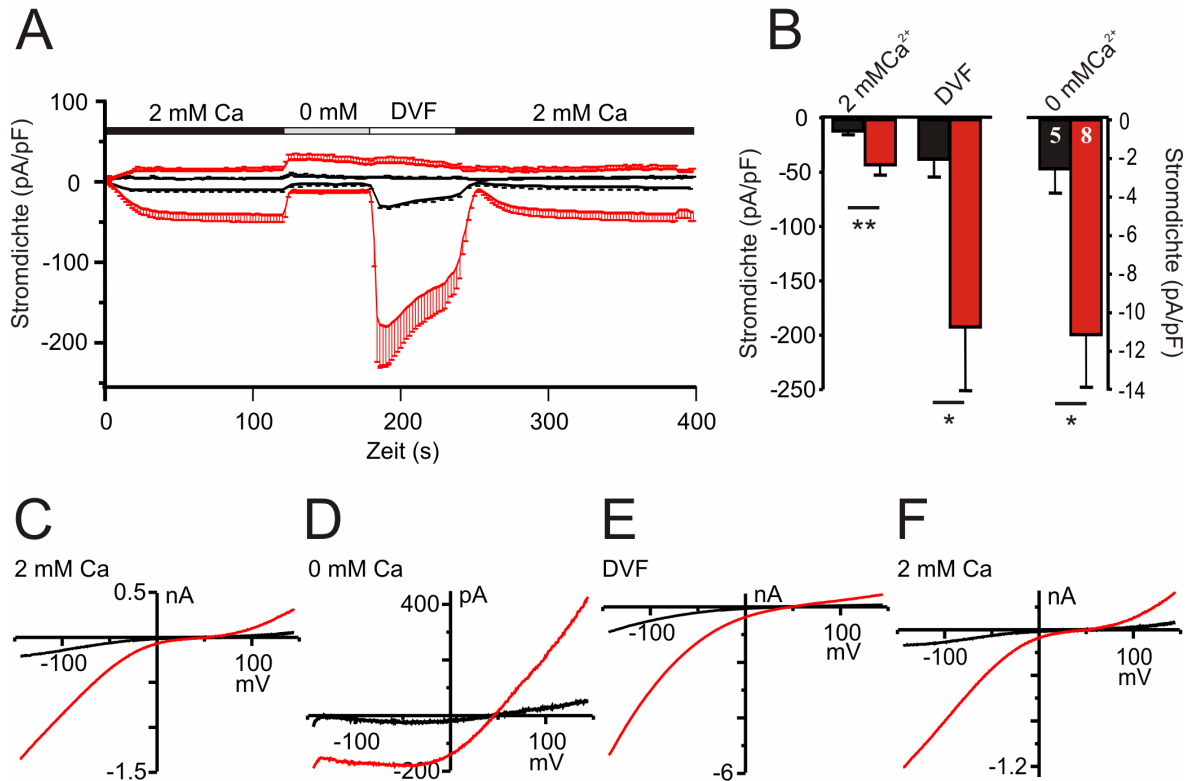 A
100
0
-100
-200
Stromdichte (pA/pF)
2 mM Ca
0 mM
DVF
2 mM Ca
0
100
200
300
400
Zeit (s)
B
2 mMCa²⁺
DVF
0 mMCa²⁺
0
-50
-100
-150
-200
-250
Stromdichte (pA/pF)
**
*
*
5
8
0
-2
-4
-6
-8
-10
-12
-14
Stromdichte (pA/pF)
C
2 mM Ca
0.5
nA
-100
100
mV
-1.5
D
0 mM Ca
400
pA
-100
100
mV
-200
E
DVF
nA
-100
100
mV
-6
F
2 mM Ca
nA
-100
100
mV
-1.2